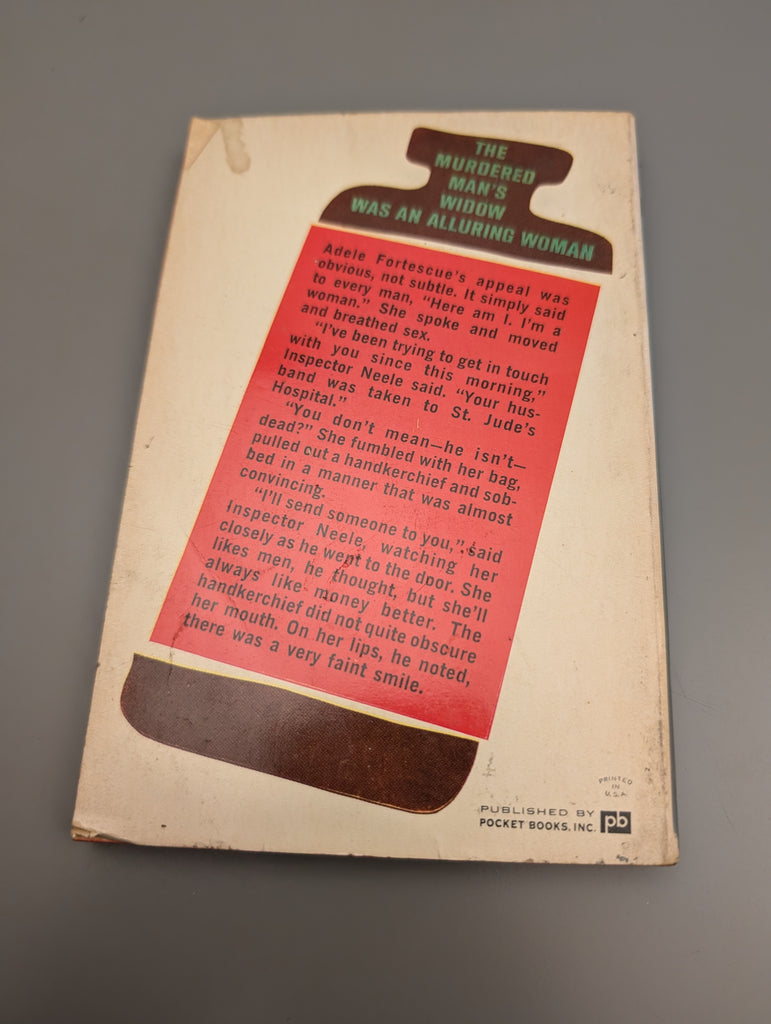 THE
MURDERED
MAN'S
WIDOW
WAS AN ALLURING WOMAN
Adele Fortescue's appeal was
obvious, not subtle. It simply said
to every man, "Here am I. I'm a
woman." She spoke and moved
and breathed sex.
"I've been trying to get in touch
with you since this morning,"
Inspector Neele said. "Your hus-
band was taken to St. Jude's
Hospital."
"You don't mean—he isn't—
dead?" She fumbled with her bag,
pulled out a handkerchief and sob-
bed in a manner that was almost
convincing.
"I'll send someone to you," said
Inspector Neele, watching her
closely as he went to the door. She
likes men, he thought, but she'll
always like money better. The
handkerchief did not quite obscure
her mouth. On her lips, he noted,
there was a very faint smile.
PRINTED
IN
U.S.A.
PUBLISHED BY
POCKET BOOKS, INC. pb